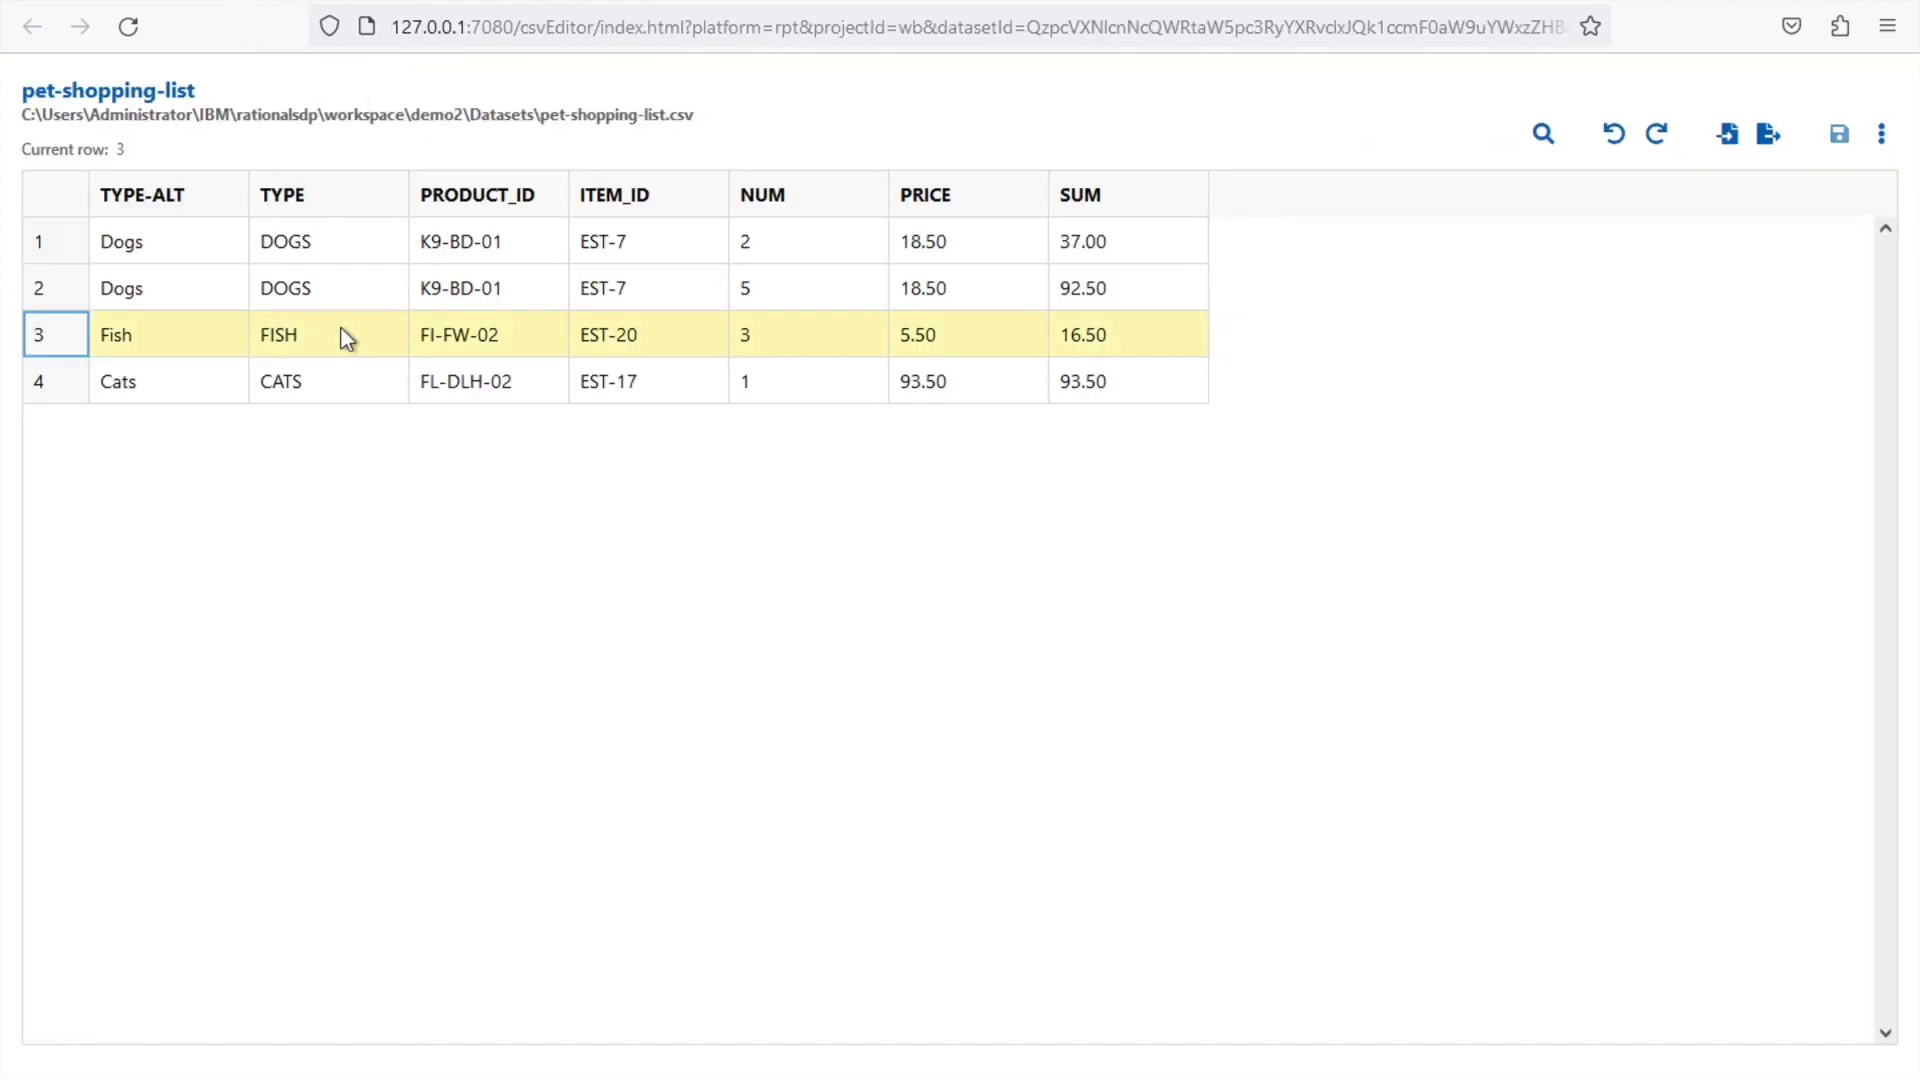 127.0.0.1:7080/csvEditor/index.html?platform=rpt&projectId=wb&datasetId=QzpcVXNlcnNcQWRtaW5pc3RyYXRvclxJQk1ccmF0aW9uYWxzZHB
pet-shopping-list
C:\Users\Administrator\IBM\rationalsdp\workspace\demo2\Datasets\pet-shopping-list.csv
Current row: 3
TYPE-ALT TYPE PRODUCT_ID ITEM_ID NUM PRICE SUM
1 Dogs DOGS K9-BD-01 EST-7 2 18.50 37.00
2 Dogs DOGS K9-BD-01 EST-7 5 18.50 92.50
3 Fish FISH FI-FW-02 EST-20 3 5.50 16.50
4 Cats CATS FL-DLH-02 EST-17 1 93.50 93.50